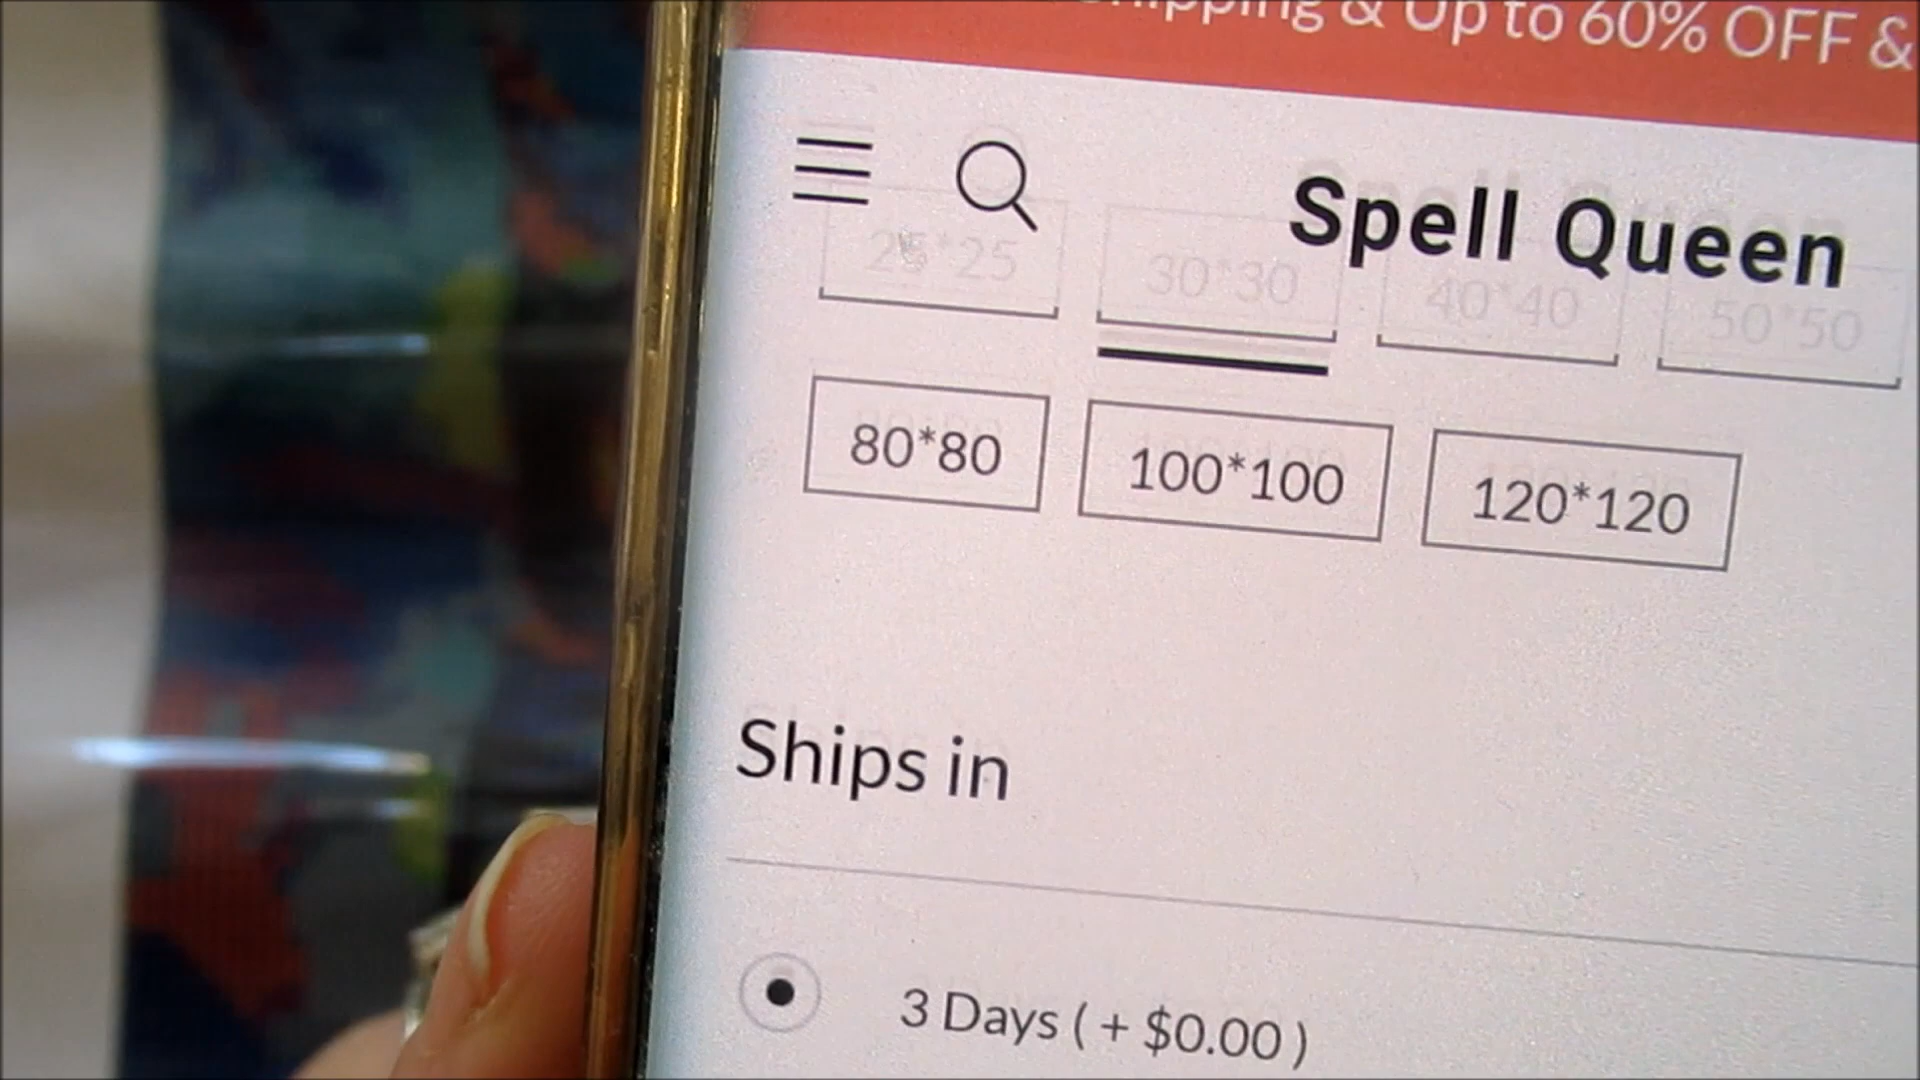 Shipping & Up to 60% OFF &
Spell Queen
25*25 30*30 40*40 50*50
80*80 100*100 120*120
Ships in
3 Days ( + $0.00 )